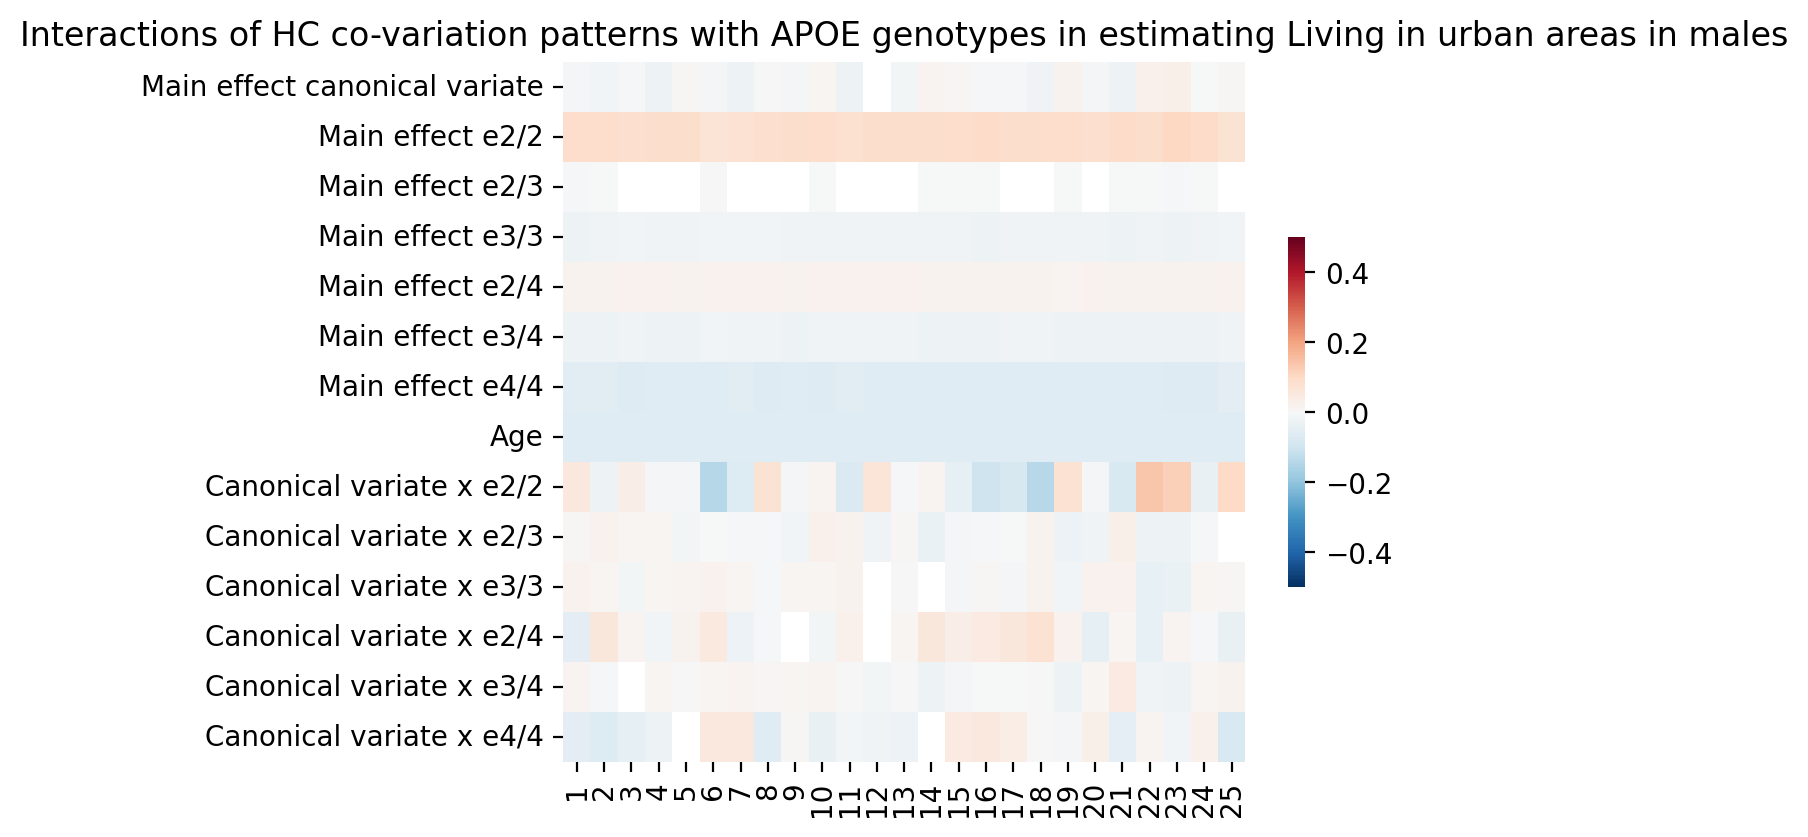 Interactions of HC co-variation patterns with APOE genotypes in estimating Living in urban areas in males
Main effect canonical variate
Main effect e2/2
Main effect e2/3
Main effect e3/3
Main effect e2/4
Main effect e3/4
Main effect e4/4
Age
Canonical variate x e2/2
Canonical variate x e2/3
Canonical variate x e3/3
Canonical variate x e2/4
Canonical variate x e3/4
Canonical variate x e4/4
1 2 3 4 5 6 7 8 9 10 11 12 13 14 15 16 17 18 19 20 21 22 23 24 25
0.4
0.2
0.0
−0.2
−0.4